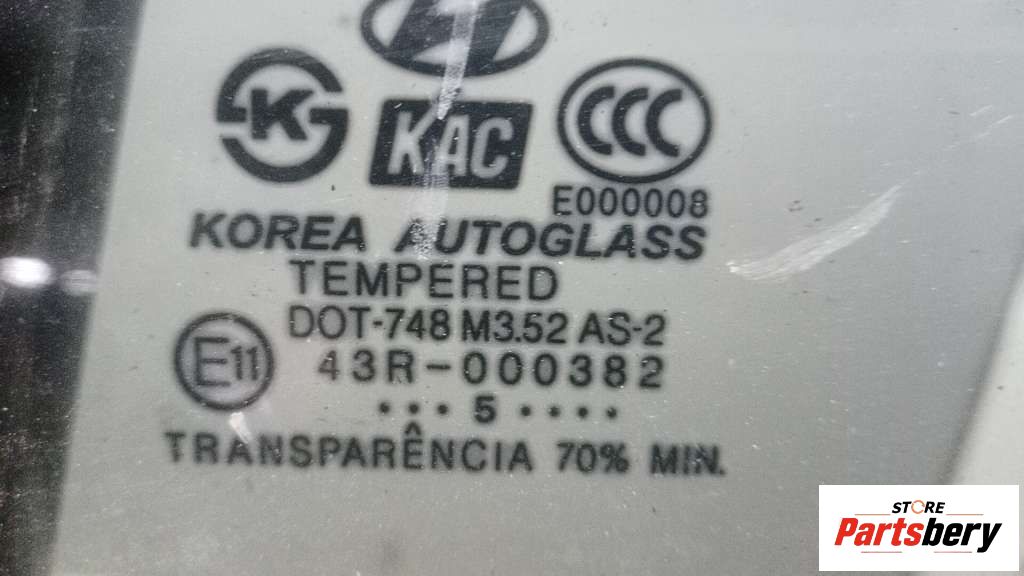 K
KAC
CCC
E000008
KOREA AUTOGLASS
TEMPERED
DOT-748 M3.52 AS-2
E11
43R-000382
••• 5 ••••
TRANSPARÊNCIA 70% MIN.
STORE
Partsbery